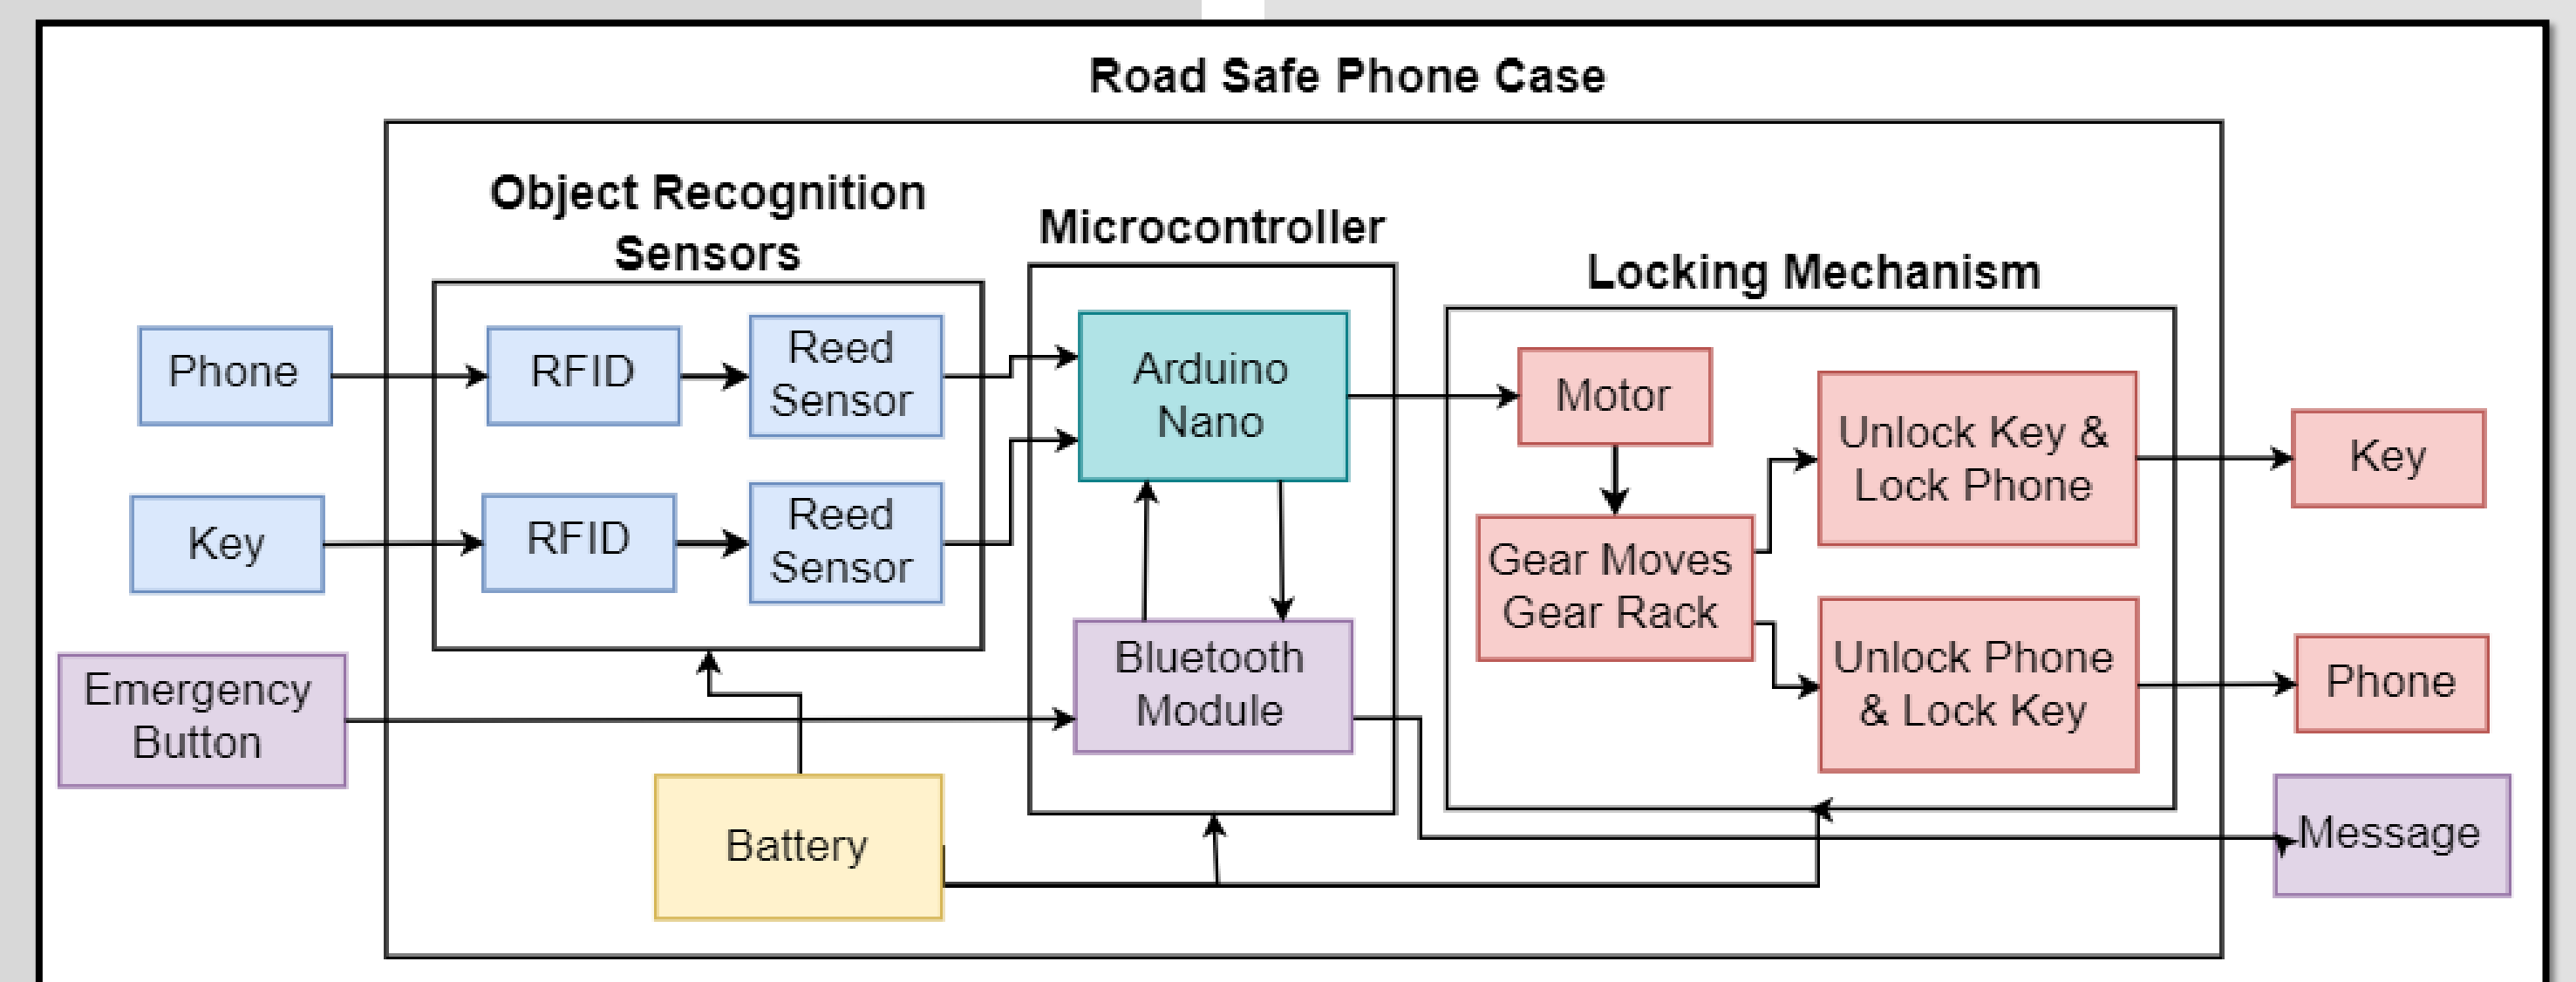 Road Safe Phone Case
Object Recognition
Sensors
Microcontroller
Locking Mechanism
Phone
RFID
Reed
Sensor
Arduino
Nano
Motor
Unlock Key &
Lock Phone
Key
Key
RFID
Reed
Sensor
Gear Moves
Gear Rack
Emergency
Button
Bluetooth
Module
Unlock Phone
& Lock Key
Phone
Battery
Message